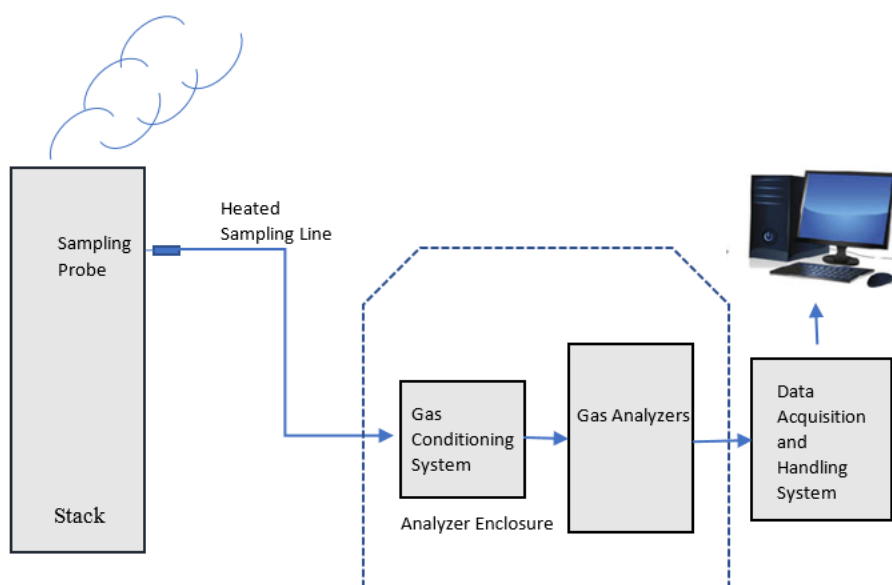 Heated
Sampling Line
Sampling
Probe
Gas
Conditioning
System
Gas Analyzers
Data
Acquisition
and
Handling
System
Stack
Analyzer Enclosure